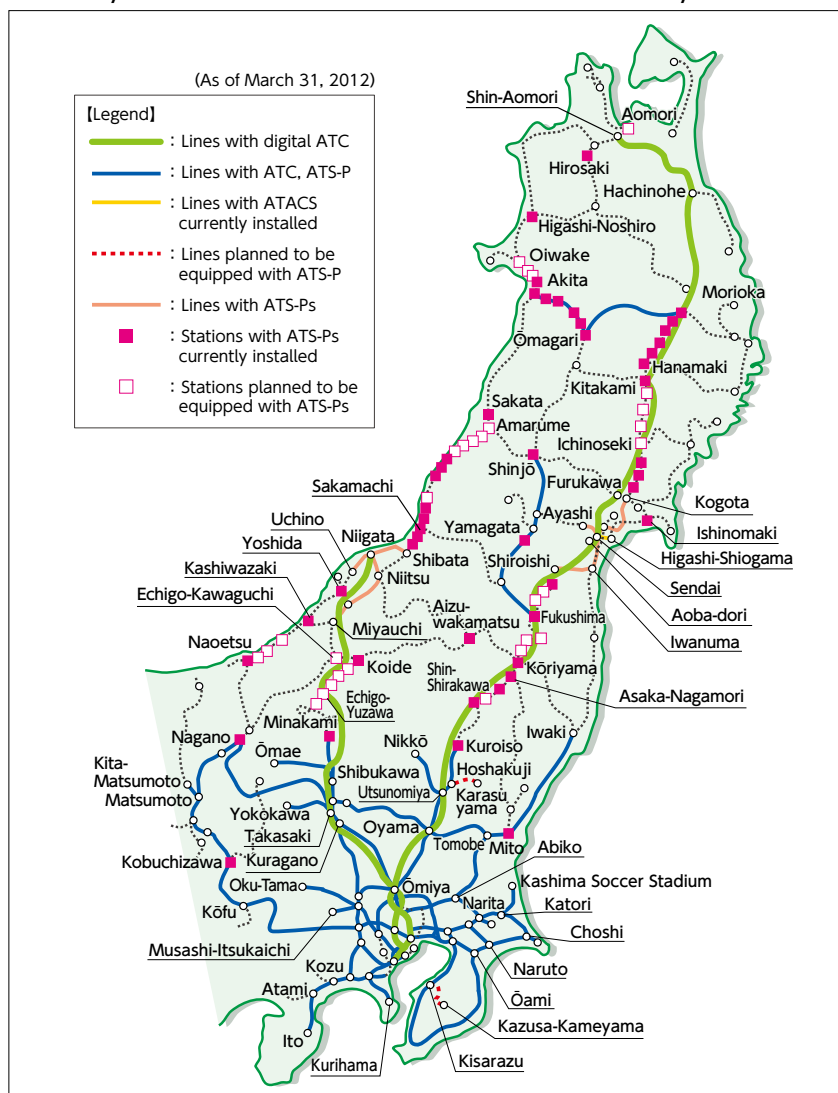 (As of March 31, 2012)
【Legend】
: Lines with digital ATC
: Lines with ATC, ATS-P
: Lines with ATACS
currently installed
: Lines planned to be
equipped with ATS-P
: Lines with ATS-Ps
: Stations with ATS-Ps
currently installed
: Stations planned to be
equipped with ATS-Ps
Shin-Aomori
Aomori
Hirosaki
Hachinohe
Higashi-Noshiro
Oiwake
Akita
Morioka
Ōmagari
Hanamaki
Kitakami
Sakata
Amarume
Ichinoseki
Shinjō
Furukawa
Sakamachi
Kogota
Ayashi
Uchino
Yamagata
Ishinomaki
Niigata
Yoshida
Shibata
Higashi-Shiogama
Shiroishi
Kashiwazaki
Niitsu
Sendai
Echigo-Kawaguchi
Aizu-
wakamatsu
Aoba-dori
Fukushima
Miyauchi
Iwanuma
Naoetsu
Koide
Kōriyama
Shin-
Shirakawa
Asaka-Nagamori
Echigo-
Yuzawa
Minakami
Iwaki
Nagano
Nikkō
Kuroiso
Ōmae
Kita-
Matsumoto
Hoshakuji
Shibukawa
Matsumoto
Utsunomiya
Karasu
yama
Yokokawa
Oyama
Takasaki
Tomobe
Mito
Abiko
Kobuchizawa
Kuragano
Oku-Tama
Ōmiya
Kashima Soccer Stadium
Narita
Katori
Kōfu
Choshi
Musashi-Itsukaichi
Naruto
Kozu
Ōami
Atami
Kazusa-Kameyama
Ito
Kisarazu
Kurihama